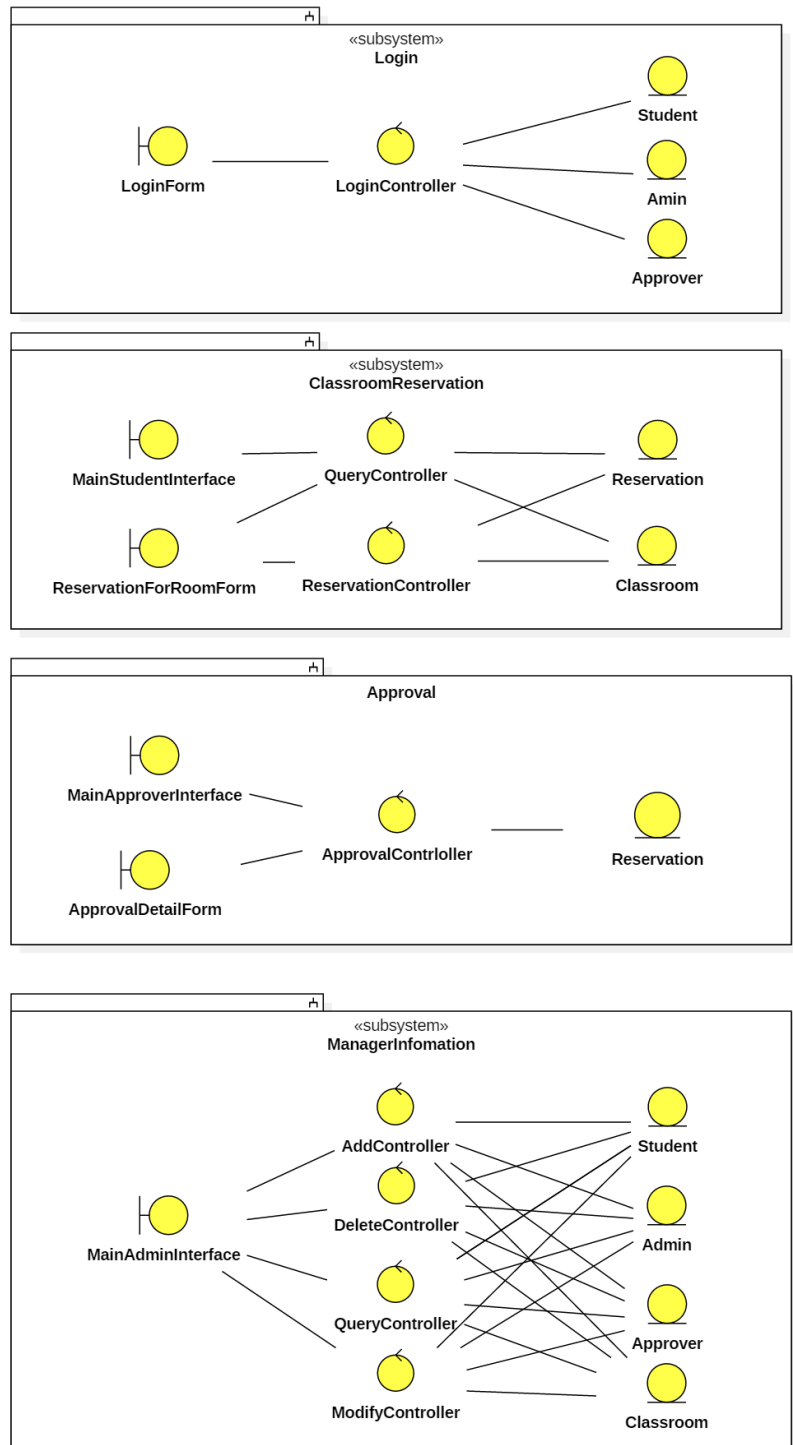 «subsystem»
Login
Student
LoginForm
LoginController
Amin
Approver
«subsystem»
ClassroomReservation
MainStudentInterface
QueryController
Reservation
ReservationForRoomForm
ReservationController
Classroom
Approval
MainApproverInterface
ApprovalContrloller
Reservation
ApprovalDetailForm
«subsystem»
ManagerInfomation
AddController
Student
DeleteController
Admin
MainAdminInterface
QueryController
Approver
ModifyController
Classroom